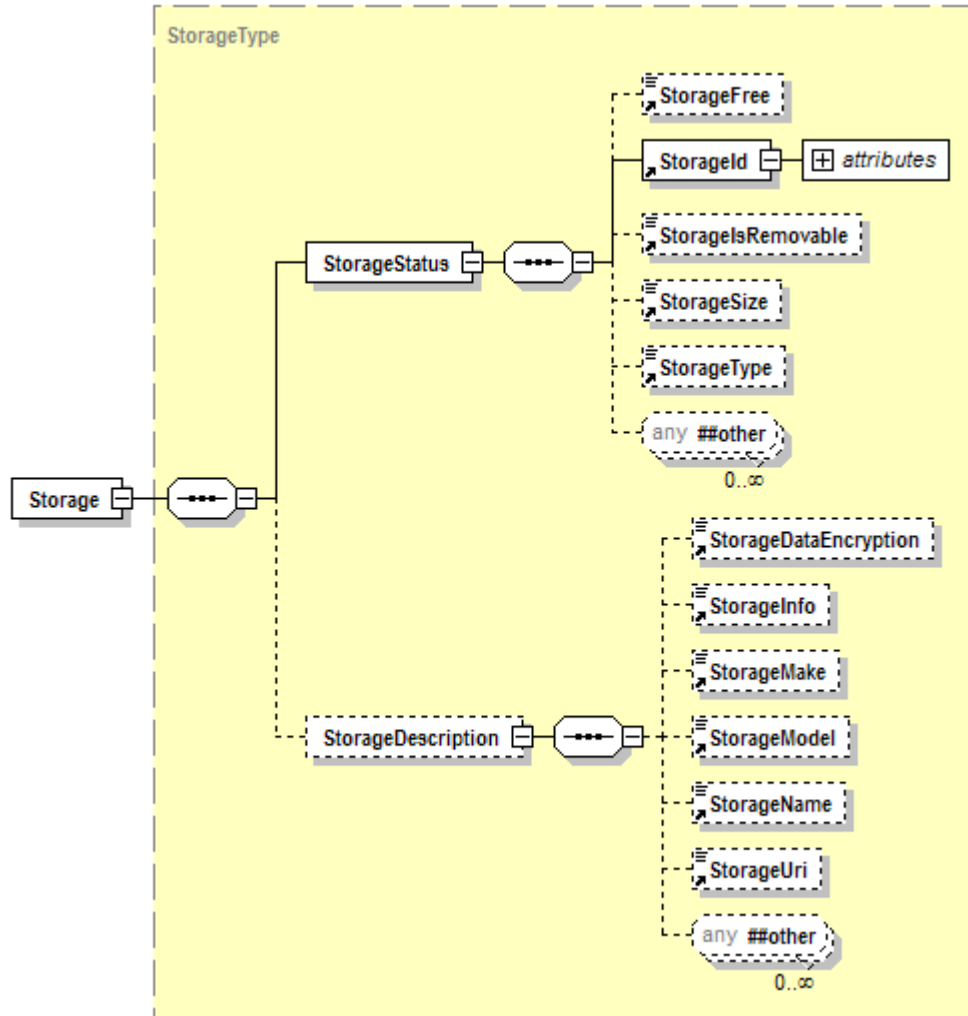 StorageType
StorageFree
StorageId
attributes
StorageIsRemovable
StorageStatus
StorageSize
StorageType
any ##other
0..∞
Storage
StorageDataEncryption
StorageInfo
StorageMake
StorageDescription
StorageModel
StorageName
StorageUri
any ##other
0..∞